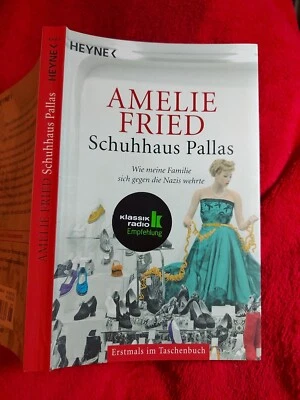 HEYNE<
AMELIE
FRIED
Schuhhaus Pallas
Wie meine Familie
sich gegen die Nazis wehrte
klassik
radio
Empfehlung
Erstmals im Taschenbuch
AMELIE FRIED Schuhhaus Pallas HEYNE<